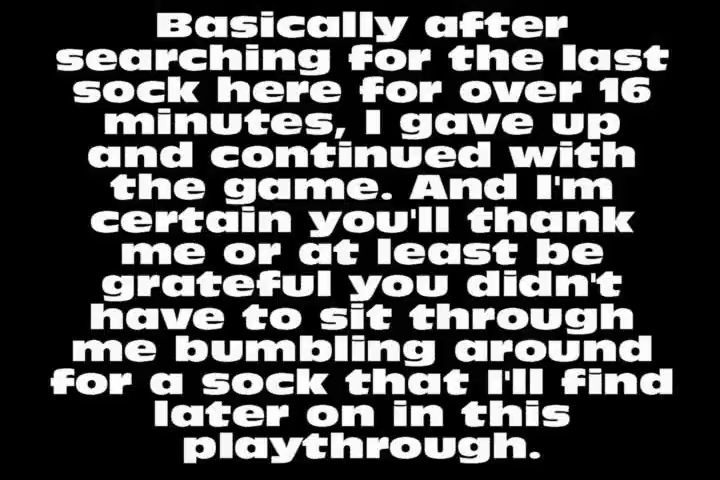 Basically after
searching for the last
sock here for over 16
minutes, I gave up
and continued with
the game. And I'm
certain you'll thank
me or at least be
grateful you didn't
have to sit through
me bumbling around
for a sock that I'll find
later on in this
playthrough.